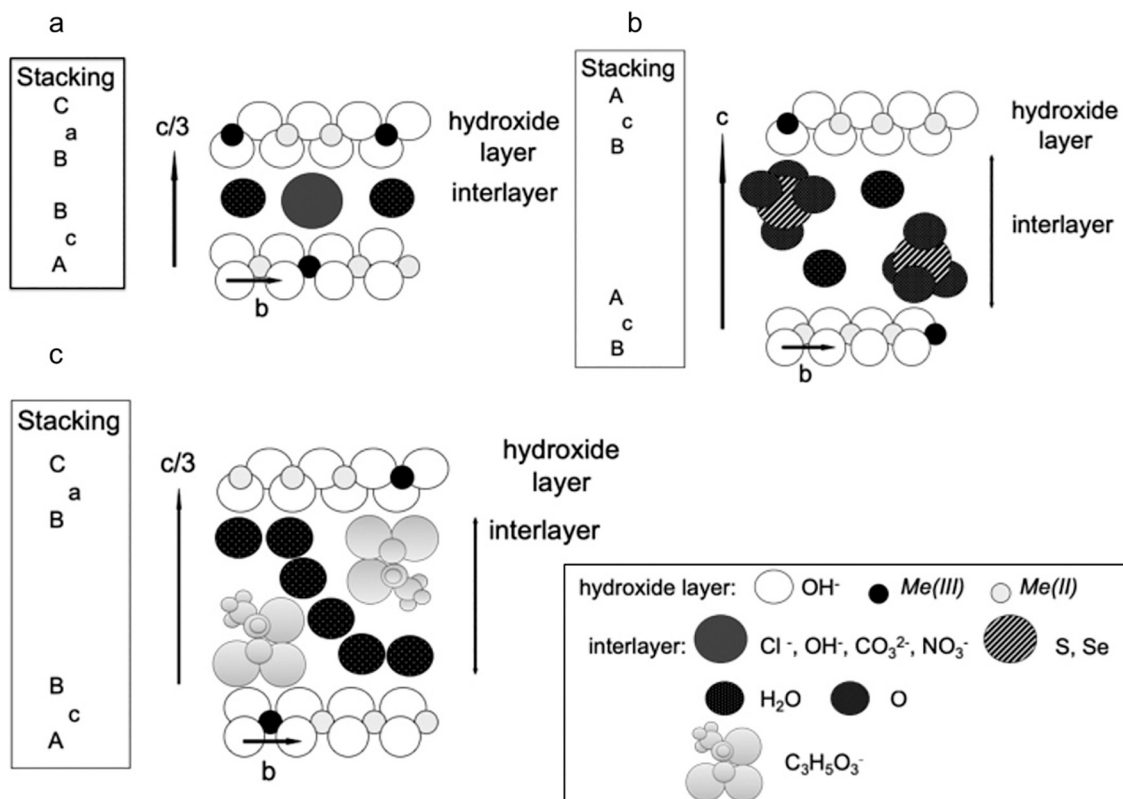 a
Stacking
C
a
B
B
c
A
c/3
b
hydroxide
layer
interlayer
b
Stacking
A
c
B
A
c
B
c
b
hydroxide
layer
interlayer
c
Stacking
C
a
B
B
c
A
c/3
b
hydroxide
layer
interlayer
hydroxide layer: OH⁻ Me(III) Me(II)
interlayer: Cl⁻, OH⁻, CO₃²⁻, NO₃⁻ S, Se
H₂O O
C₃H₅O₃⁻